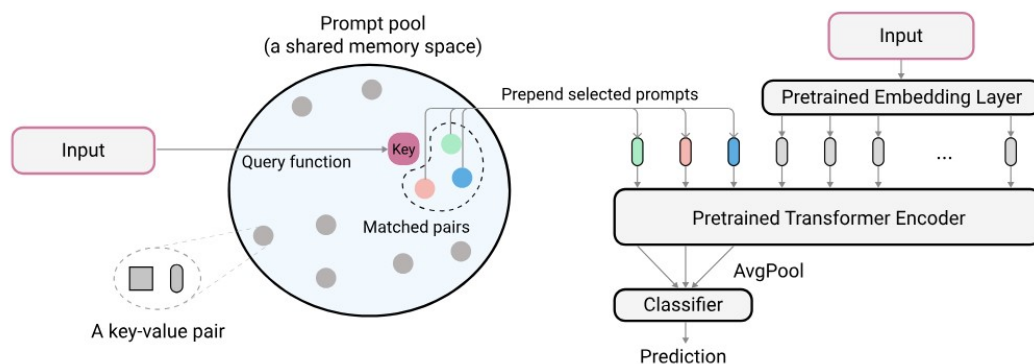 Prompt pool
(a shared memory space)
Input
Query function
Key
Matched pairs
A key-value pair
Prepend selected prompts
Input
Pretrained Embedding Layer
...
Pretrained Transformer Encoder
AvgPool
Classifier
Prediction